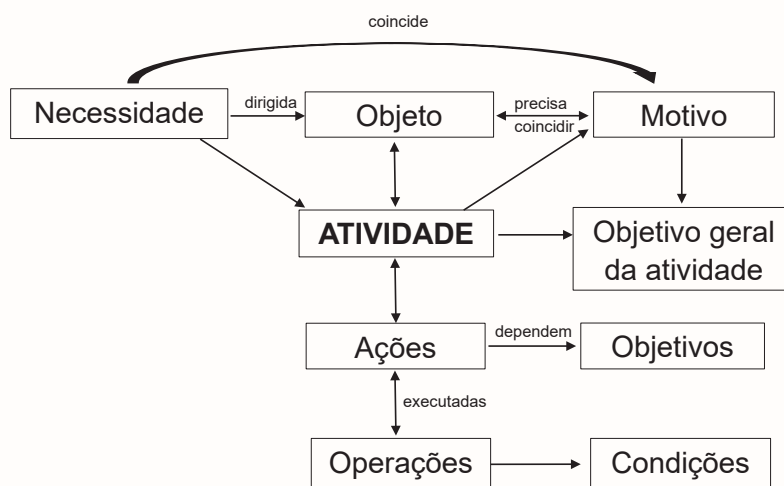 coincide
Necessidade
dirigida
Objeto
precisa
coincidir
Motivo
ATIVIDADE
Objetivo geral
da atividade
Ações
dependem
Objetivos
executadas
Operações
Condições